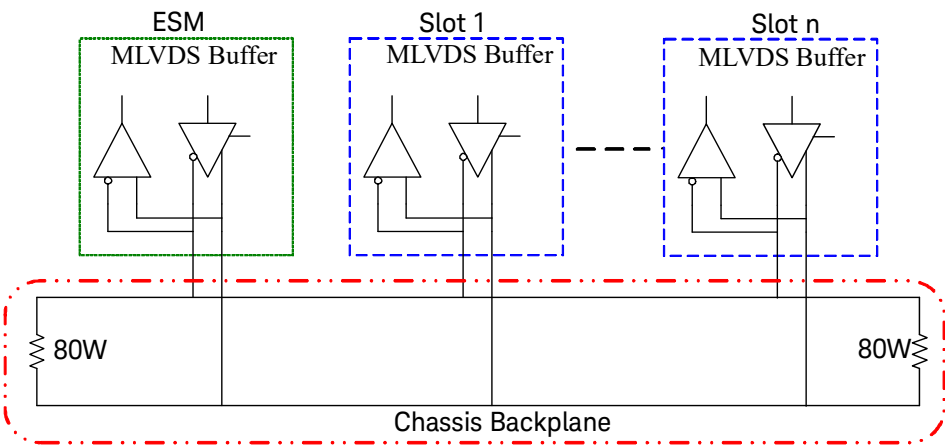 ESM
Slot 1
Slot n
MLVDS Buffer
MLVDS Buffer
MLVDS Buffer
80W
80W
Chassis Backplane